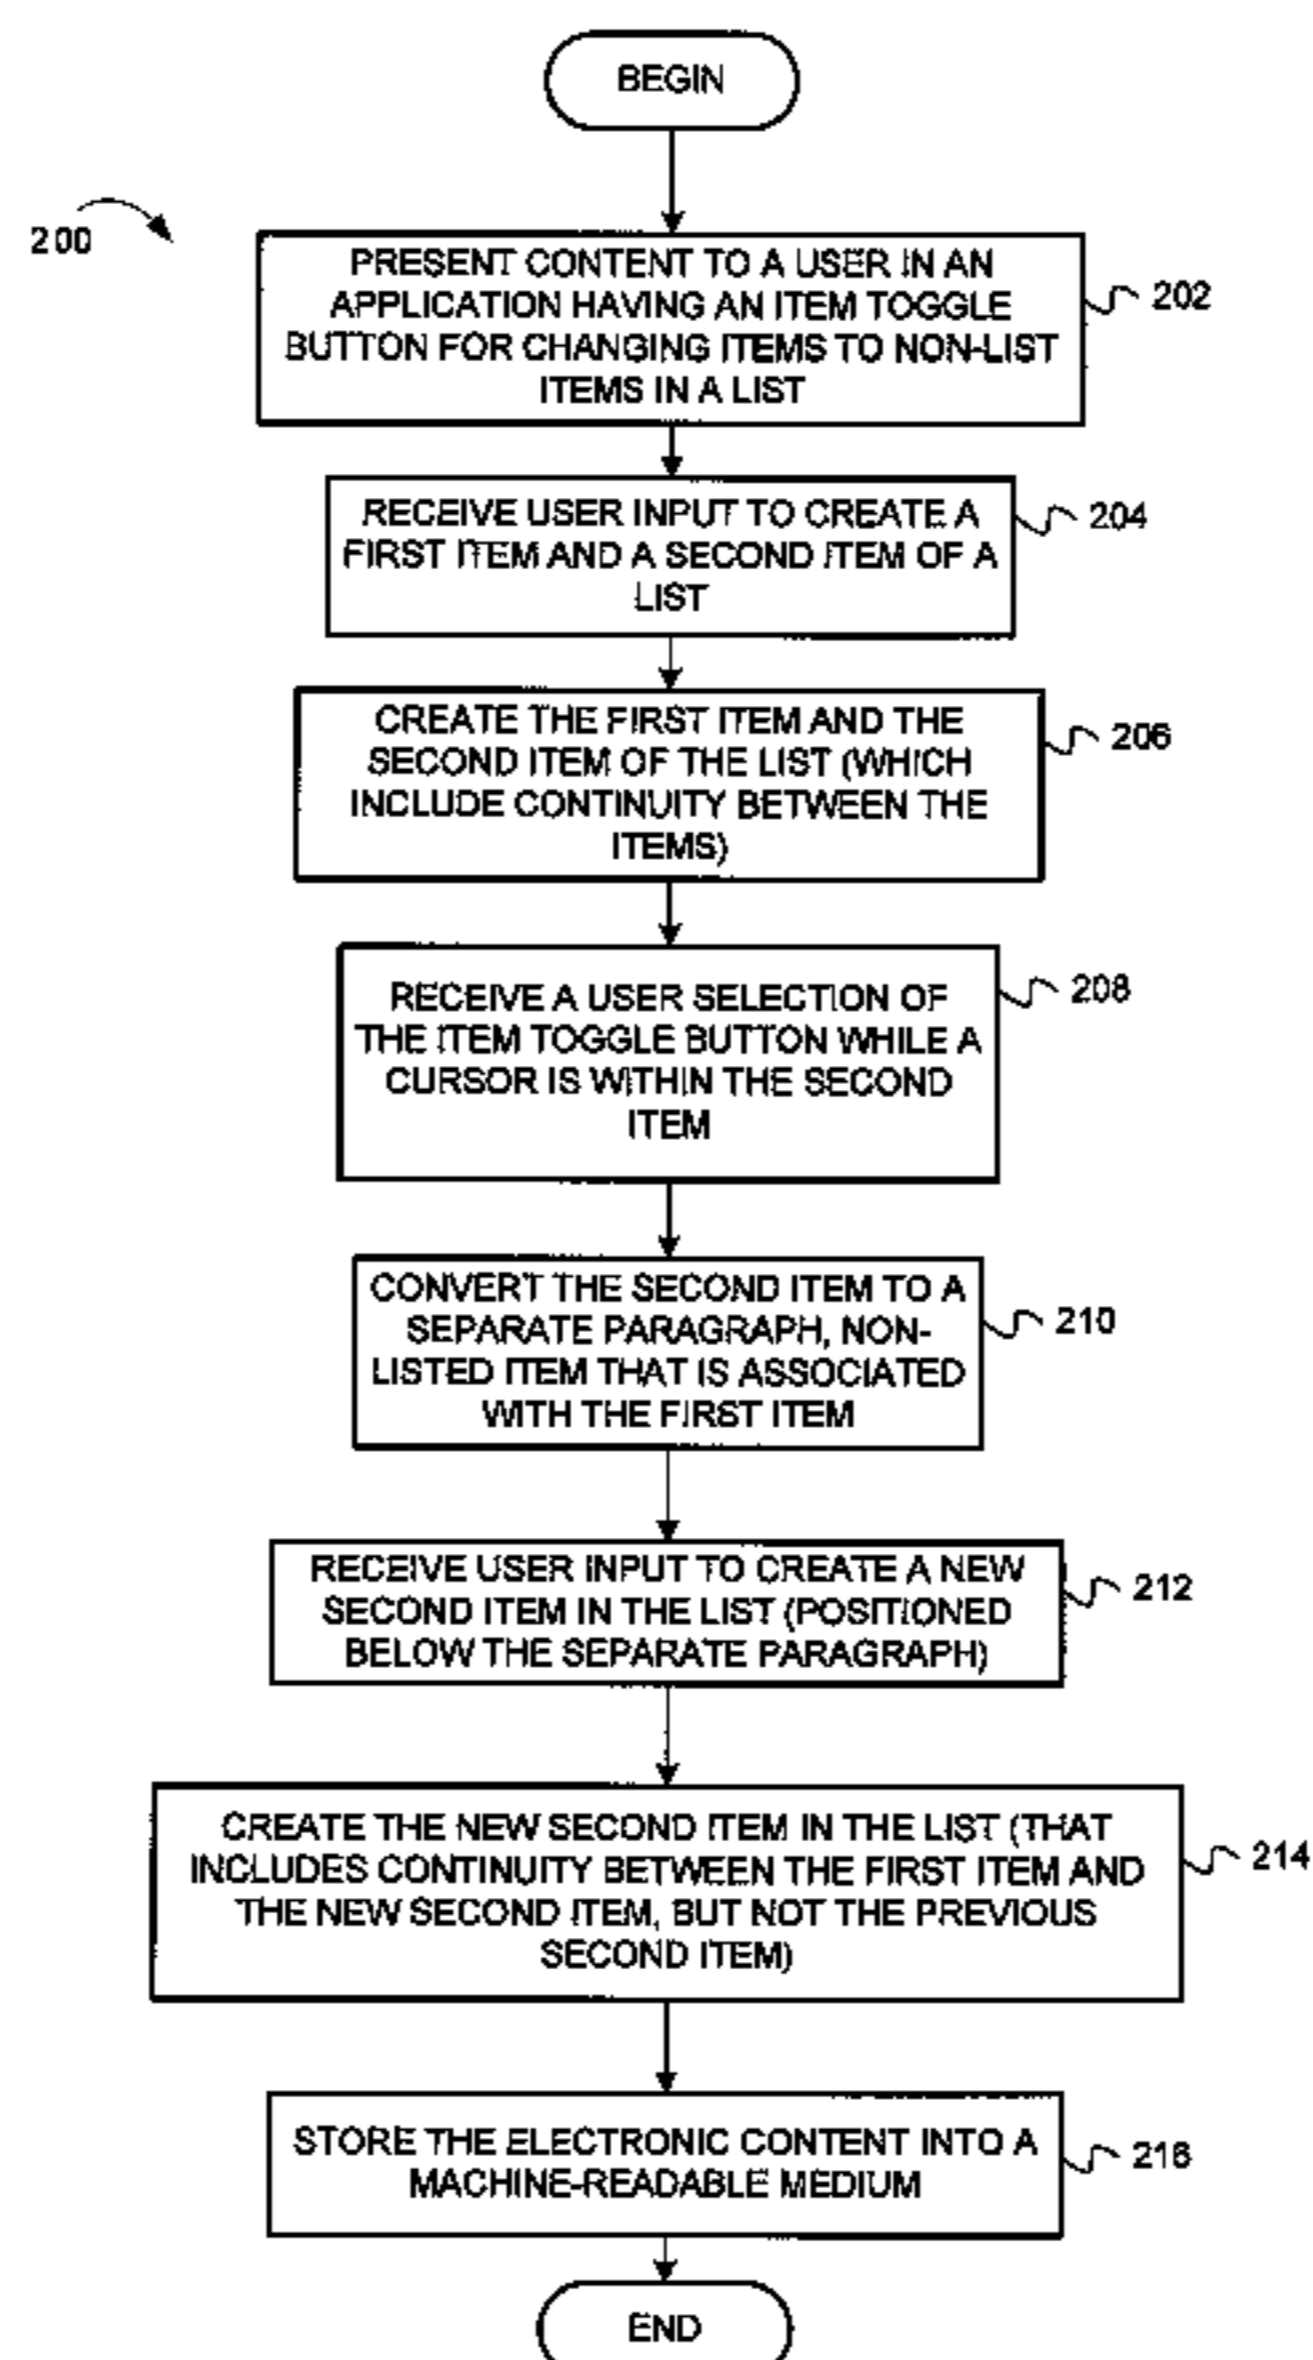 BEGIN
200
PRESENT CONTENT TO A USER IN AN
APPLICATION HAVING AN ITEM TOGGLE
BUTTON FOR CHANGING ITEMS TO NON-LIST
ITEMS IN A LIST
202
RECEIVE USER INPUT TO CREATE A
FIRST ITEM AND A SECOND ITEM OF A
LIST
204
CREATE THE FIRST ITEM AND THE
SECOND ITEM OF THE LIST (WHICH
INCLUDE CONTINUITY BETWEEN THE
ITEMS)
206
RECEIVE A USER SELECTION OF
THE ITEM TOGGLE BUTTON WHILE A
CURSOR IS WITHIN THE SECOND
ITEM
208
CONVERT THE SECOND ITEM TO A
SEPARATE PARAGRAPH, NON-
LISTED ITEM THAT IS ASSOCIATED
WITH THE FIRST ITEM
210
RECEIVE USER INPUT TO CREATE A NEW
SECOND ITEM IN THE LIST (POSITIONED
BELOW THE SEPARATE PARAGRAPH)
212
CREATE THE NEW SECOND ITEM IN THE LIST (THAT
INCLUDES CONTINUITY BETWEEN THE FIRST ITEM AND
THE NEW SECOND ITEM, BUT NOT THE PREVIOUS
SECOND ITEM)
214
STORE THE ELECTRONIC CONTENT INTO A
MACHINE-READABLE MEDIUM
216
END